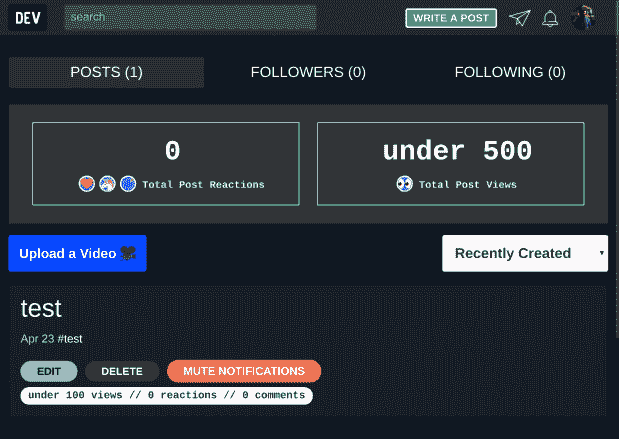 DEV search WRITE A POST
POSTS (1) FOLLOWERS (0) FOLLOWING (0)
0 under 500
Total Post Reactions Total Post Views
Upload a Video Recently Created
test
Apr 23 #test
EDIT DELETE MUTE NOTIFICATIONS
under 100 views // 0 reactions // 0 comments